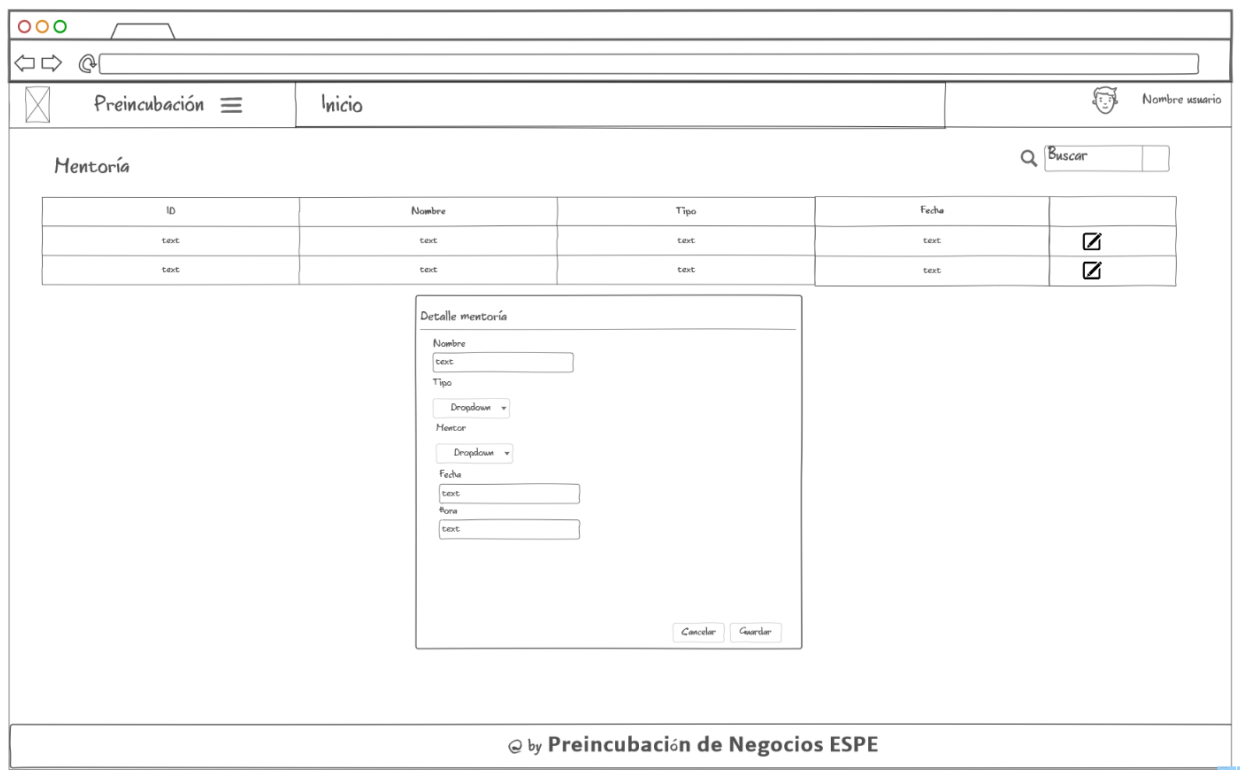 Preincubación
Inicio
Nombre usuario
Mentoría
Buscar
ID Nombre Tipo Fecha
text text text text
text text text text
Detalle mentoría
Nombre
text
Tipo
Dropdown
Mentor
Dropdown
Fecha
text
Hora
text
Cancelar Guardar
@ by Preincubación de Negocios ESPE